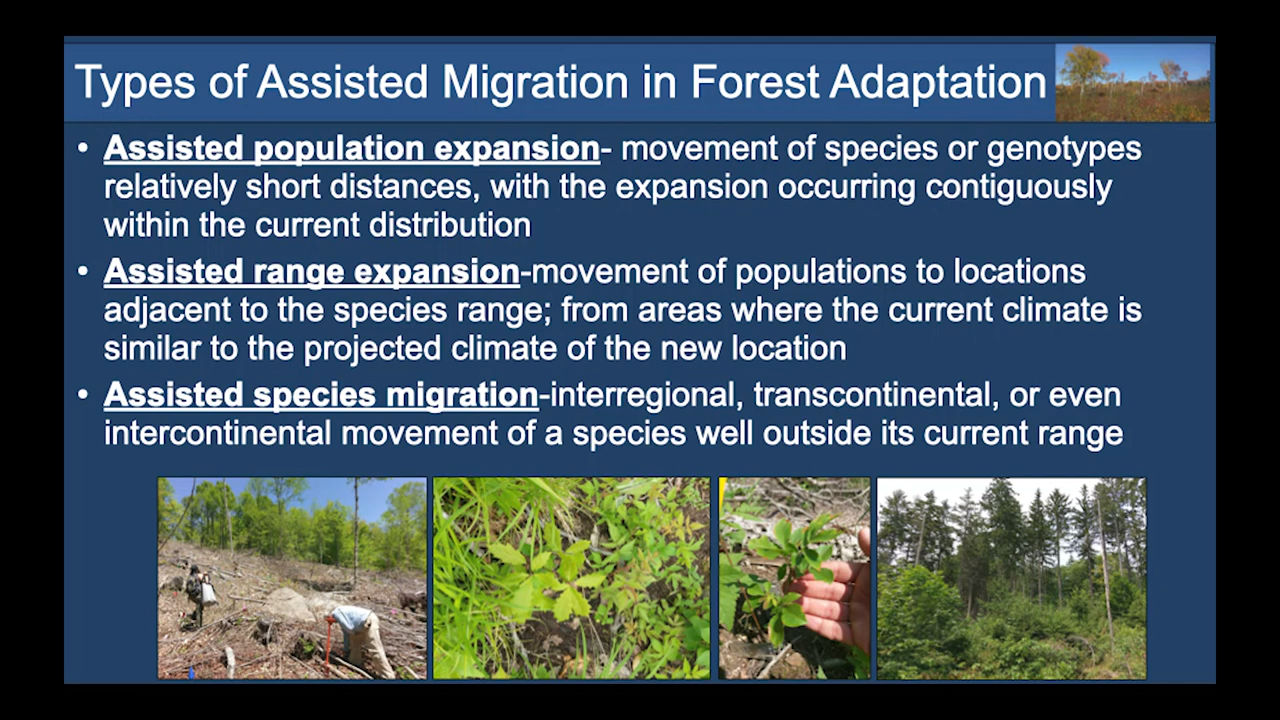 Types of Assisted Migration in Forest Adaptation
• Assisted population expansion- movement of species or genotypes
relatively short distances, with the expansion occurring contiguously
within the current distribution
• Assisted range expansion-movement of populations to locations
adjacent to the species range; from areas where the current climate is
similar to the projected climate of the new location
• Assisted species migration-interregional, transcontinental, or even
intercontinental movement of a species well outside its current range